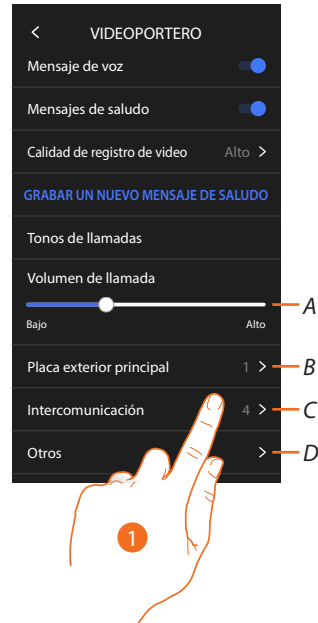 < VIDEOPORTERO
Mensaje de voz
Mensajes de saludo
Calidad de registro de video Alto >
GRABAR UN NUEVO MENSAJE DE SALUDO
Tonos de llamadas
Volumen de llamada
A
Bajo Alto
Placa exterior principal 1 > B
Intercomunicación 4 > C
Otros > D
1